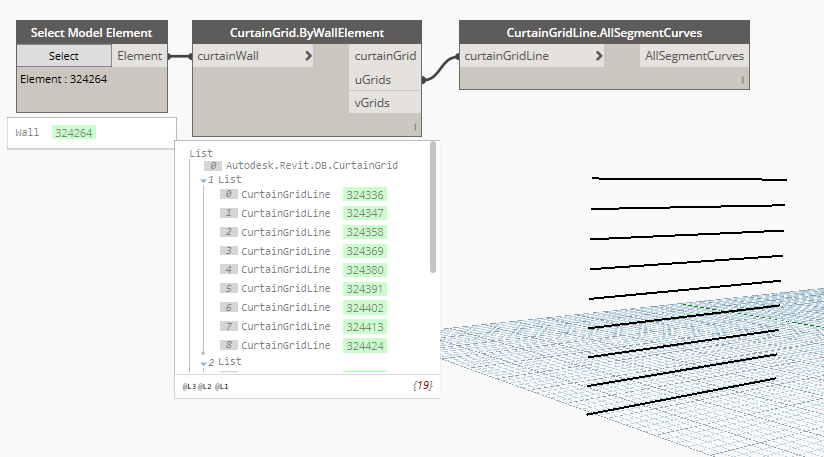 Select Model Element
Select
Element
Element : 324264
Wall 324264
CurtainGrid.ByWallElement
curtainWall >
curtainGrid
uGrids
vGrids
l
List
0 Autodesk.Revit.DB.CurtainGrid
1 List
0 CurtainGridLine 324336
1 CurtainGridLine 324347
2 CurtainGridLine 324358
3 CurtainGridLine 324369
4 CurtainGridLine 324380
5 CurtainGridLine 324391
6 CurtainGridLine 324402
7 CurtainGridLine 324413
8 CurtainGridLine 324424
2 List
@L3 @L2 @L1
{19}
CurtainGridLine.AllSegmentCurves
curtainGridLine >
AllSegmentCurves
l